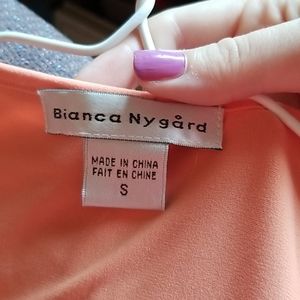 Bianca Nygård
MADE IN CHINA
FAIT EN CHINE
S